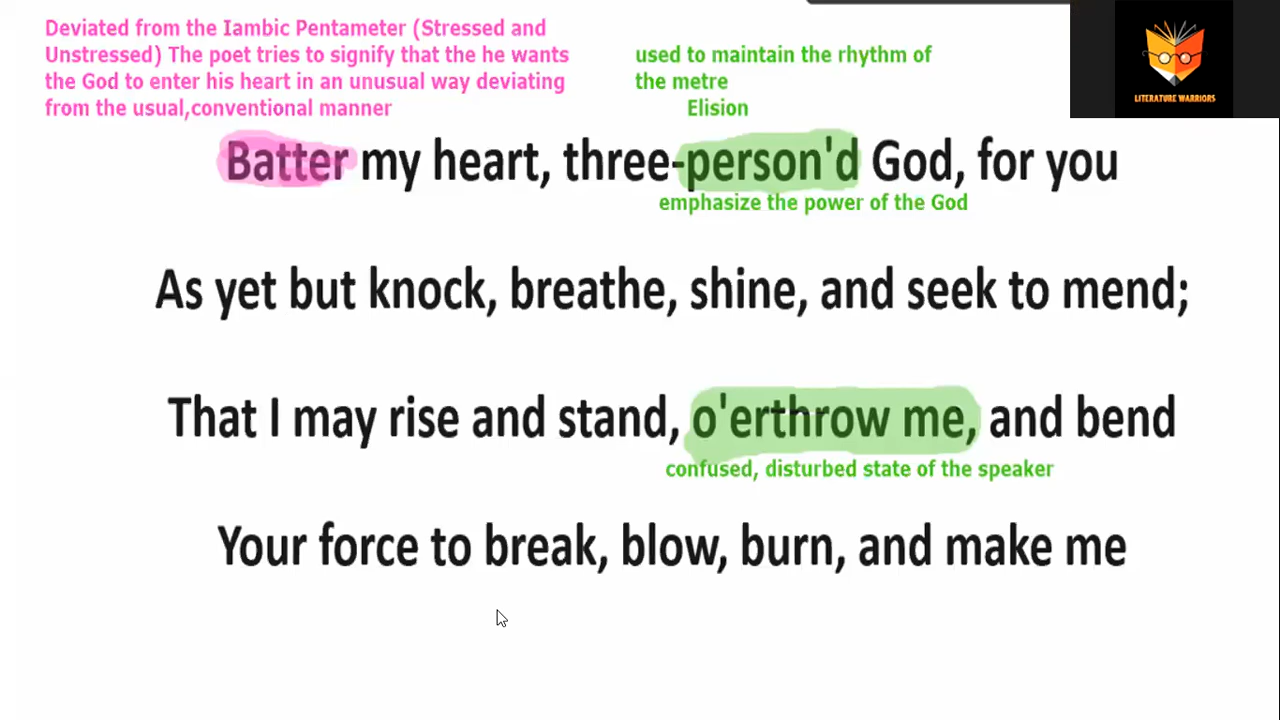 Deviated from the Iambic Pentameter (Stressed and
Unstressed) The poet tries to signify that the he wants
the God to enter his heart in an unusual way deviating
from the usual,conventional manner
used to maintain the rhythm of
the metre
Elision
LITERATURE WARRIORS
Batter my heart, three-person'd God, for you
emphasize the power of the God
As yet but knock, breathe, shine, and seek to mend;
That I may rise and stand, o'erthrow me, and bend
confused, disturbed state of the speaker
Your force to break, blow, burn, and make me